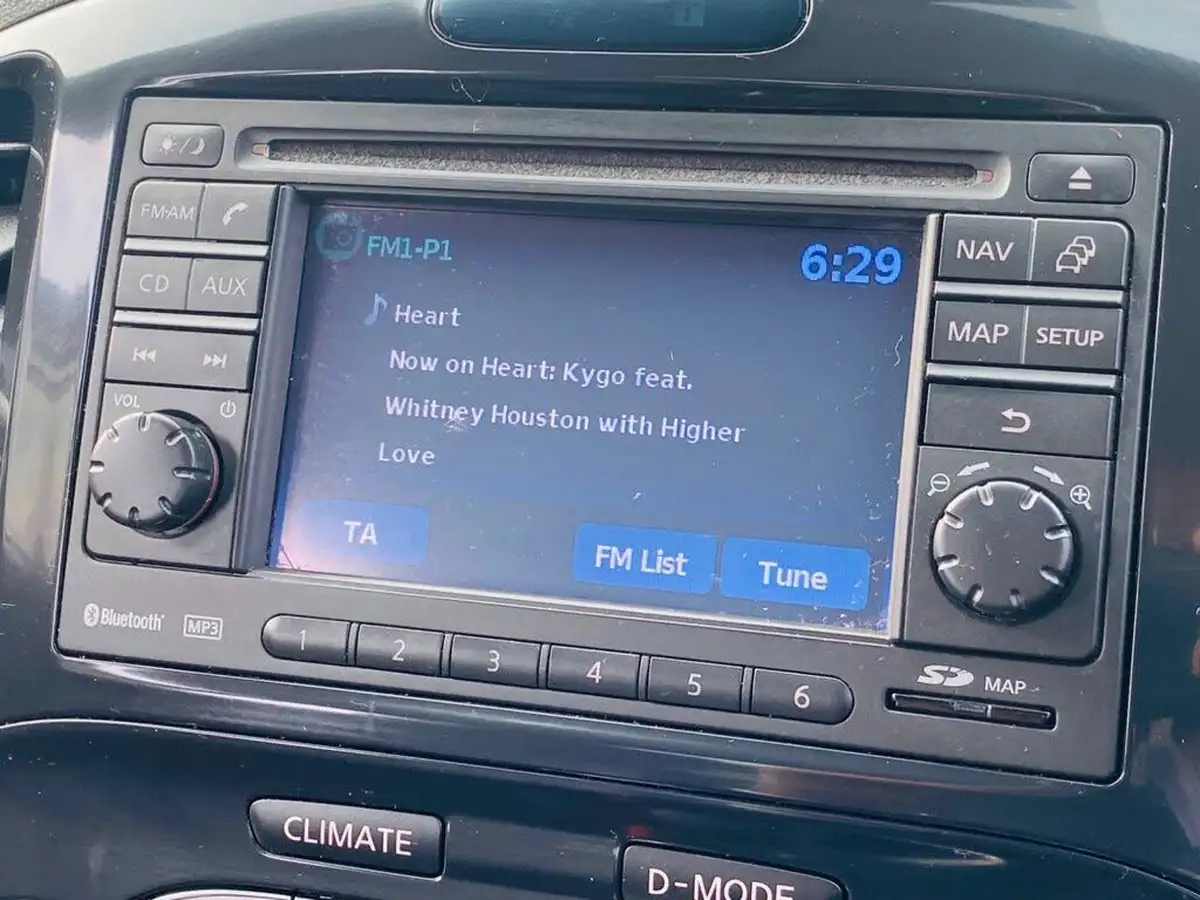 FM-AM
CD
AUX
VOL
FM1-P1
6:29
Heart
Now on Heart: Kygo feat.
Whitney Houston with Higher
Love
TA
FM List
Tune
NAV
MAP
SETUP
Bluetooth
MP3
1
2
3
4
5
6
SD
MAP
CLIMATE
D-MODE